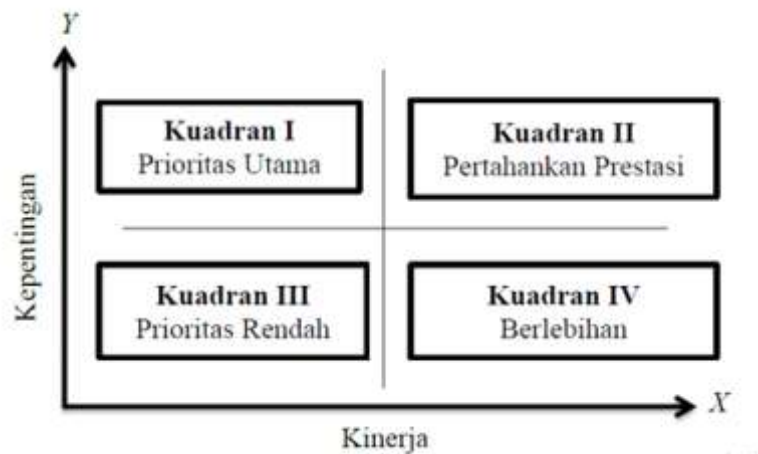 Y
Kepentingan
Kuadran I
Prioritas Utama
Kuadran II
Pertahankan Prestasi
Kuadran III
Prioritas Rendah
Kuadran IV
Berlebihan
X
Kinerja